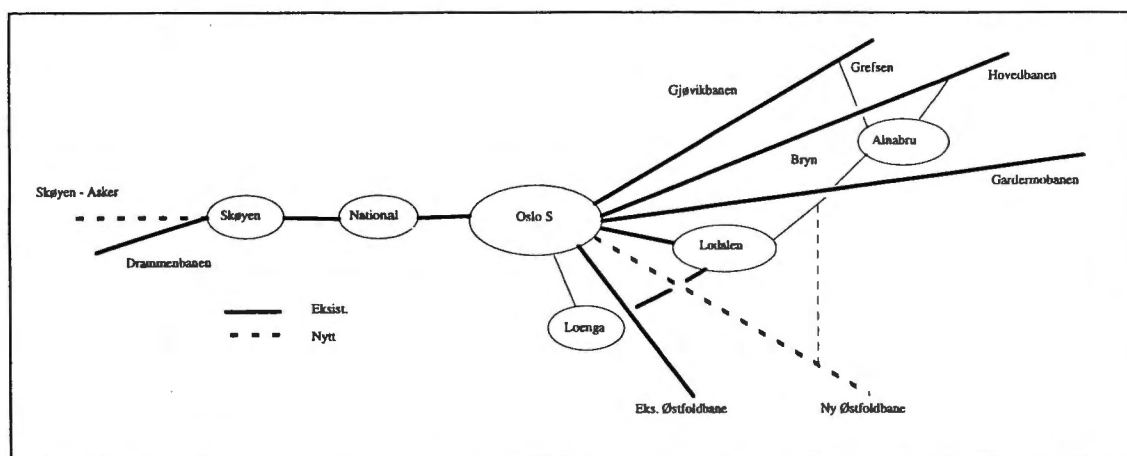 Grefsen
Hovedbanen
Gjøvikbanen
Alnabru
Bryn
Gardermobanen
Skøyen - Asker
Skøyen
National
Oslo S
Lodalen
Drammenbanen
Eksist.
Nytt
Loenga
Eks. Østfoldbane
Ny Østfoldbane